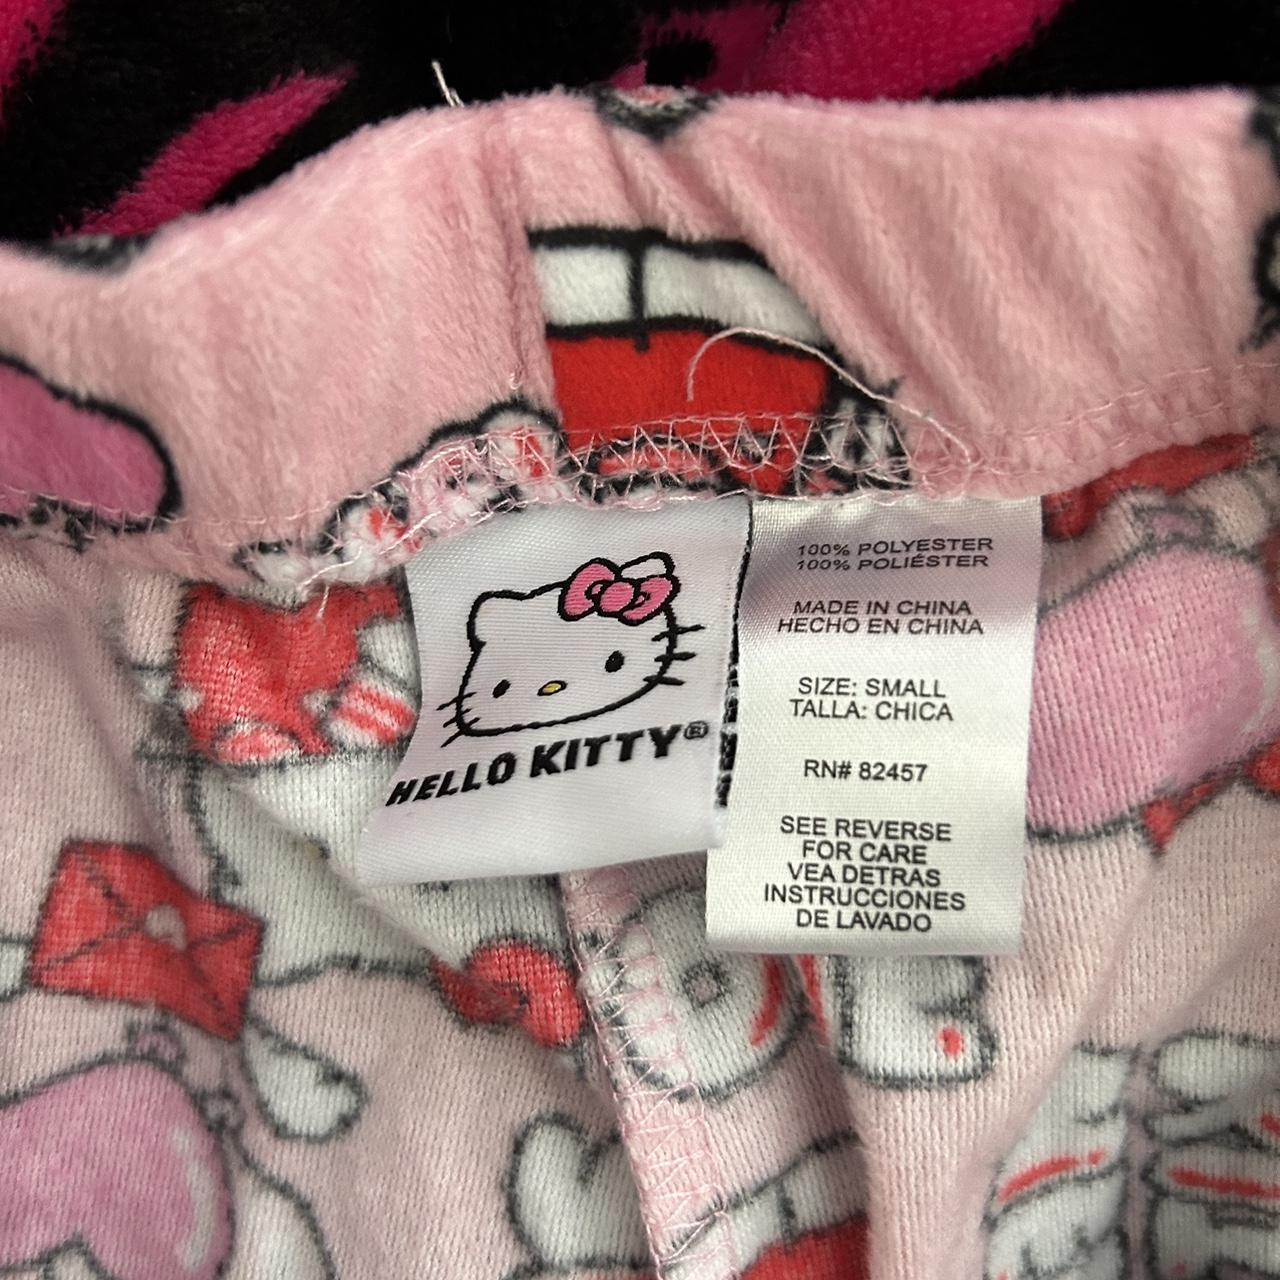 HELLO KITTY®
100% POLYESTER
100% POLIÉSTER
MADE IN CHINA
HECHO EN CHINA
SIZE: SMALL
TALLA: CHICA
RN# 82457
SEE REVERSE
FOR CARE
VEA DETRAS
INSTRUCCIONES
DE LAVADO